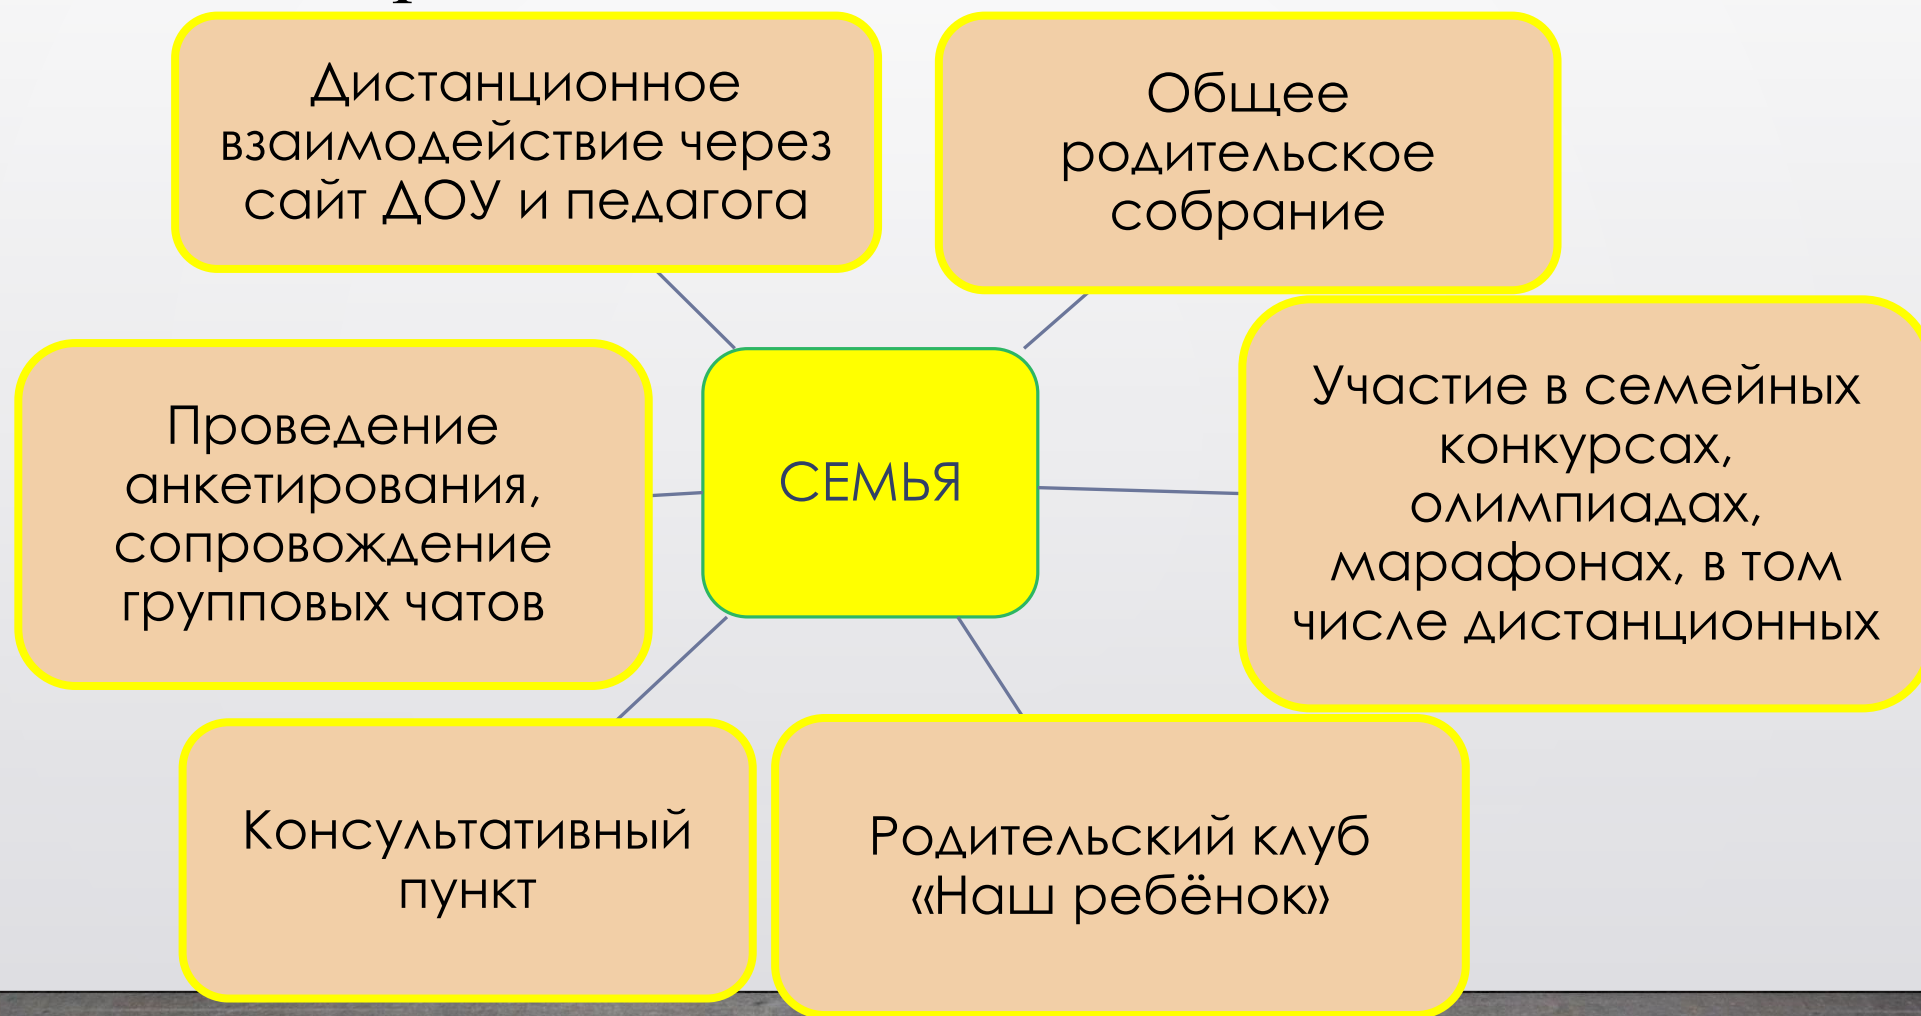 Дистанционное
взаимодействие через
сайт ДОУ и педагога
Общее
родительское
собрание
Проведение
анкетирования,
сопровождение
групповых чатов
СЕМЬЯ
Участие в семейных
конкурсах,
олимпиадах,
марафонах, в том
числе дистанционных
Консультативный
пункт
Родительский клуб
«Наш ребёнок»